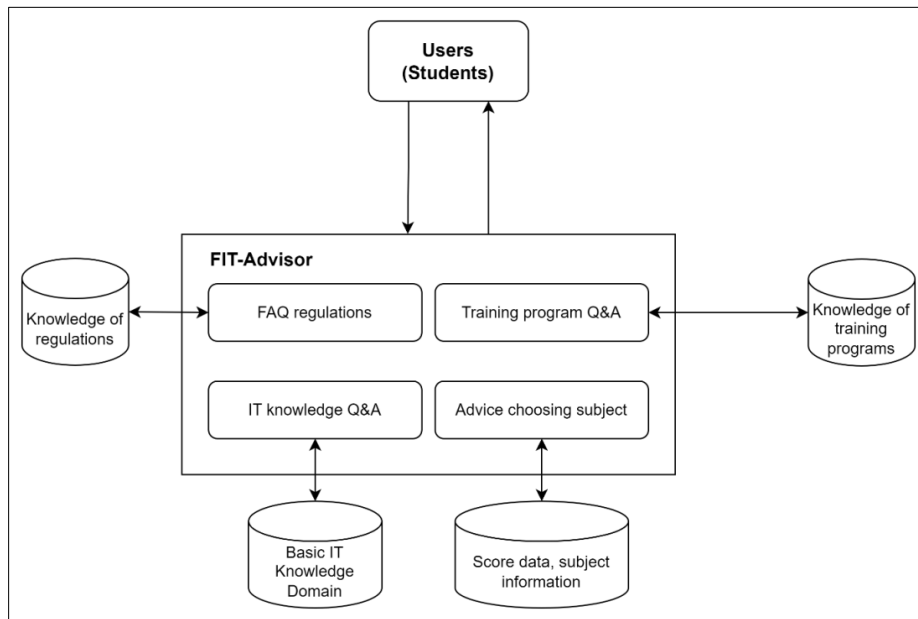 Users
(Students)
FIT-Advisor
FAQ regulations
Training program Q&A
Knowledge of
regulations
Knowledge of
training
programs
IT knowledge Q&A
Advice choosing subject
Basic IT
Knowledge
Domain
Score data, subject
information